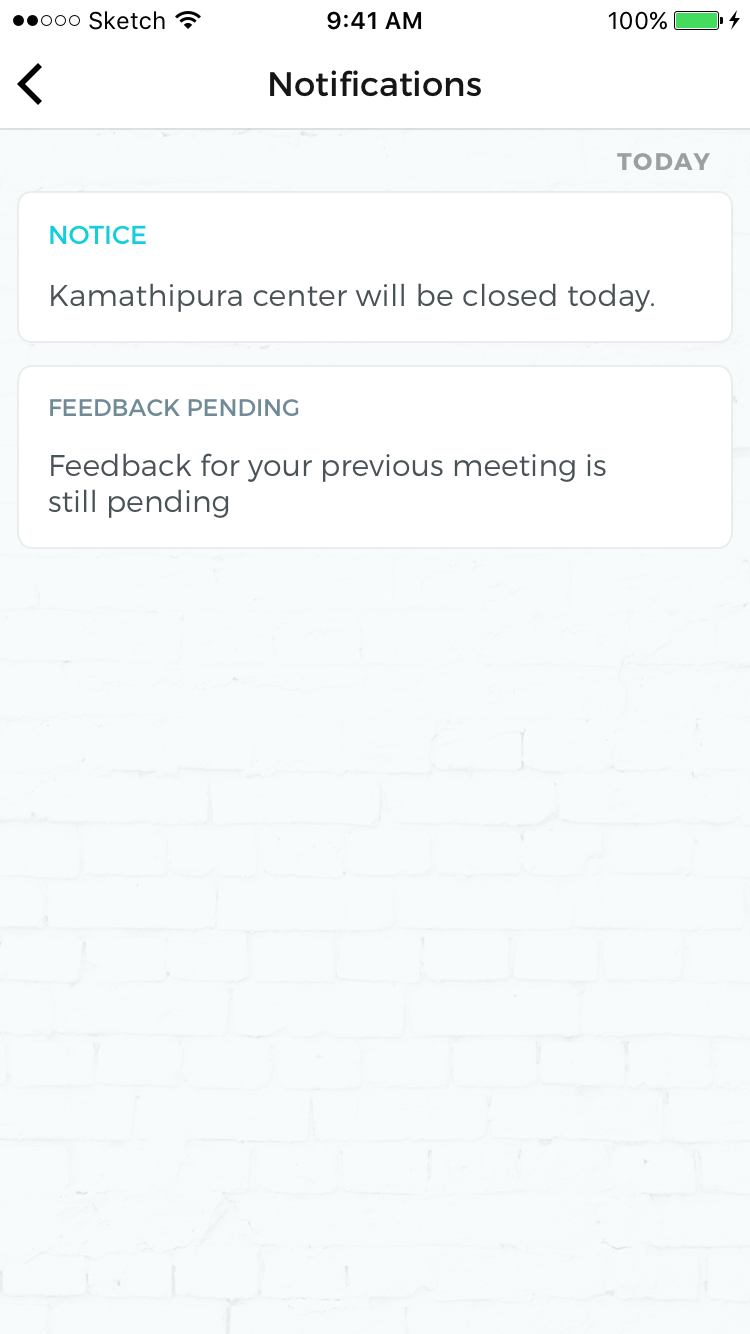 Sketch 9:41 AM 100%
Notifications
TODAY
NOTICE
Kamathipura center will be closed today.
FEEDBACK PENDING
Feedback for your previous meeting is
still pending